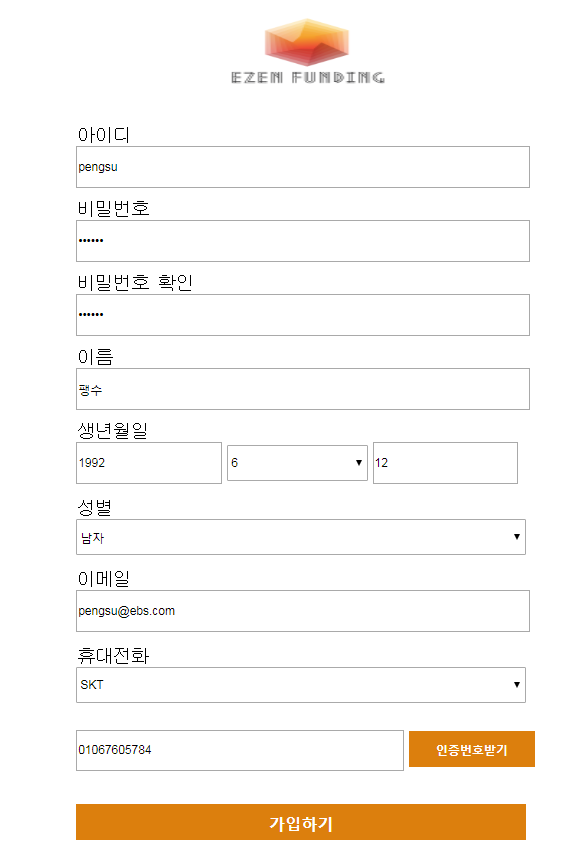 EZEN FUNDING
아이디
pengsu
비밀번호
••••••
비밀번호 확인
••••••
이름
팽수
생년월일
1992 6 12
성별
남자
이메일
pengsu@ebs.com
휴대전화
SKT
01067605784 인증번호받기
가입하기